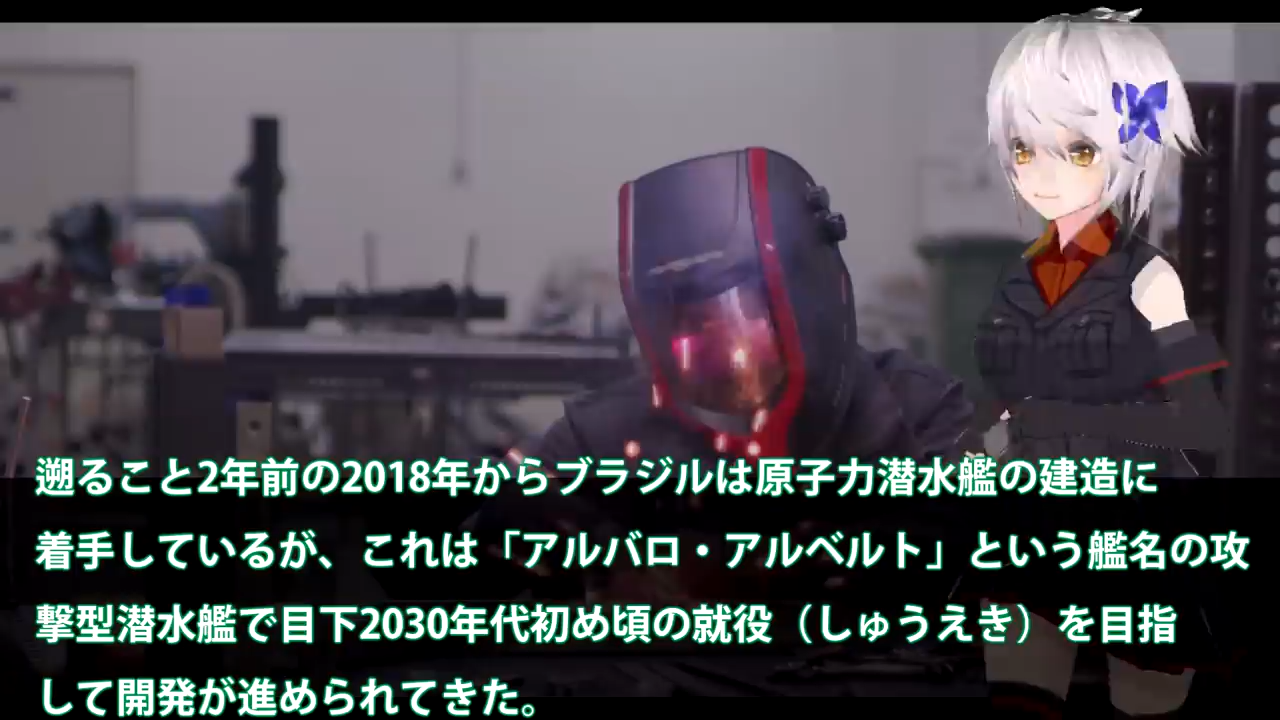 遡ること2年前の2018年からブラジルは原子力潜水艦の建造に
着手しているが、これは「アルバロ・アルベルト」という艦名の攻
撃型潜水艦で目下2030年代初め頃の就役（しゅうえき）を目指
して開発が進められてきた。